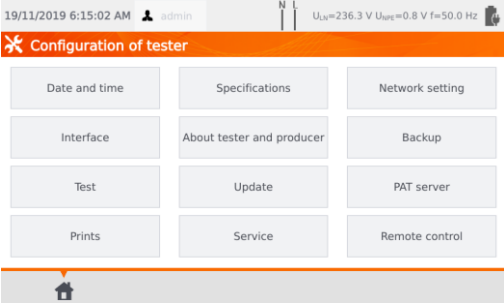 19/11/2019 6:15:02 AM admin N L U_LN=236.3 V U_NPE=0.8 V f=50.0 Hz
Configuration of tester
Date and time Specifications Network setting
Interface About tester and producer Backup
Test Update PAT server
Prints Service Remote control